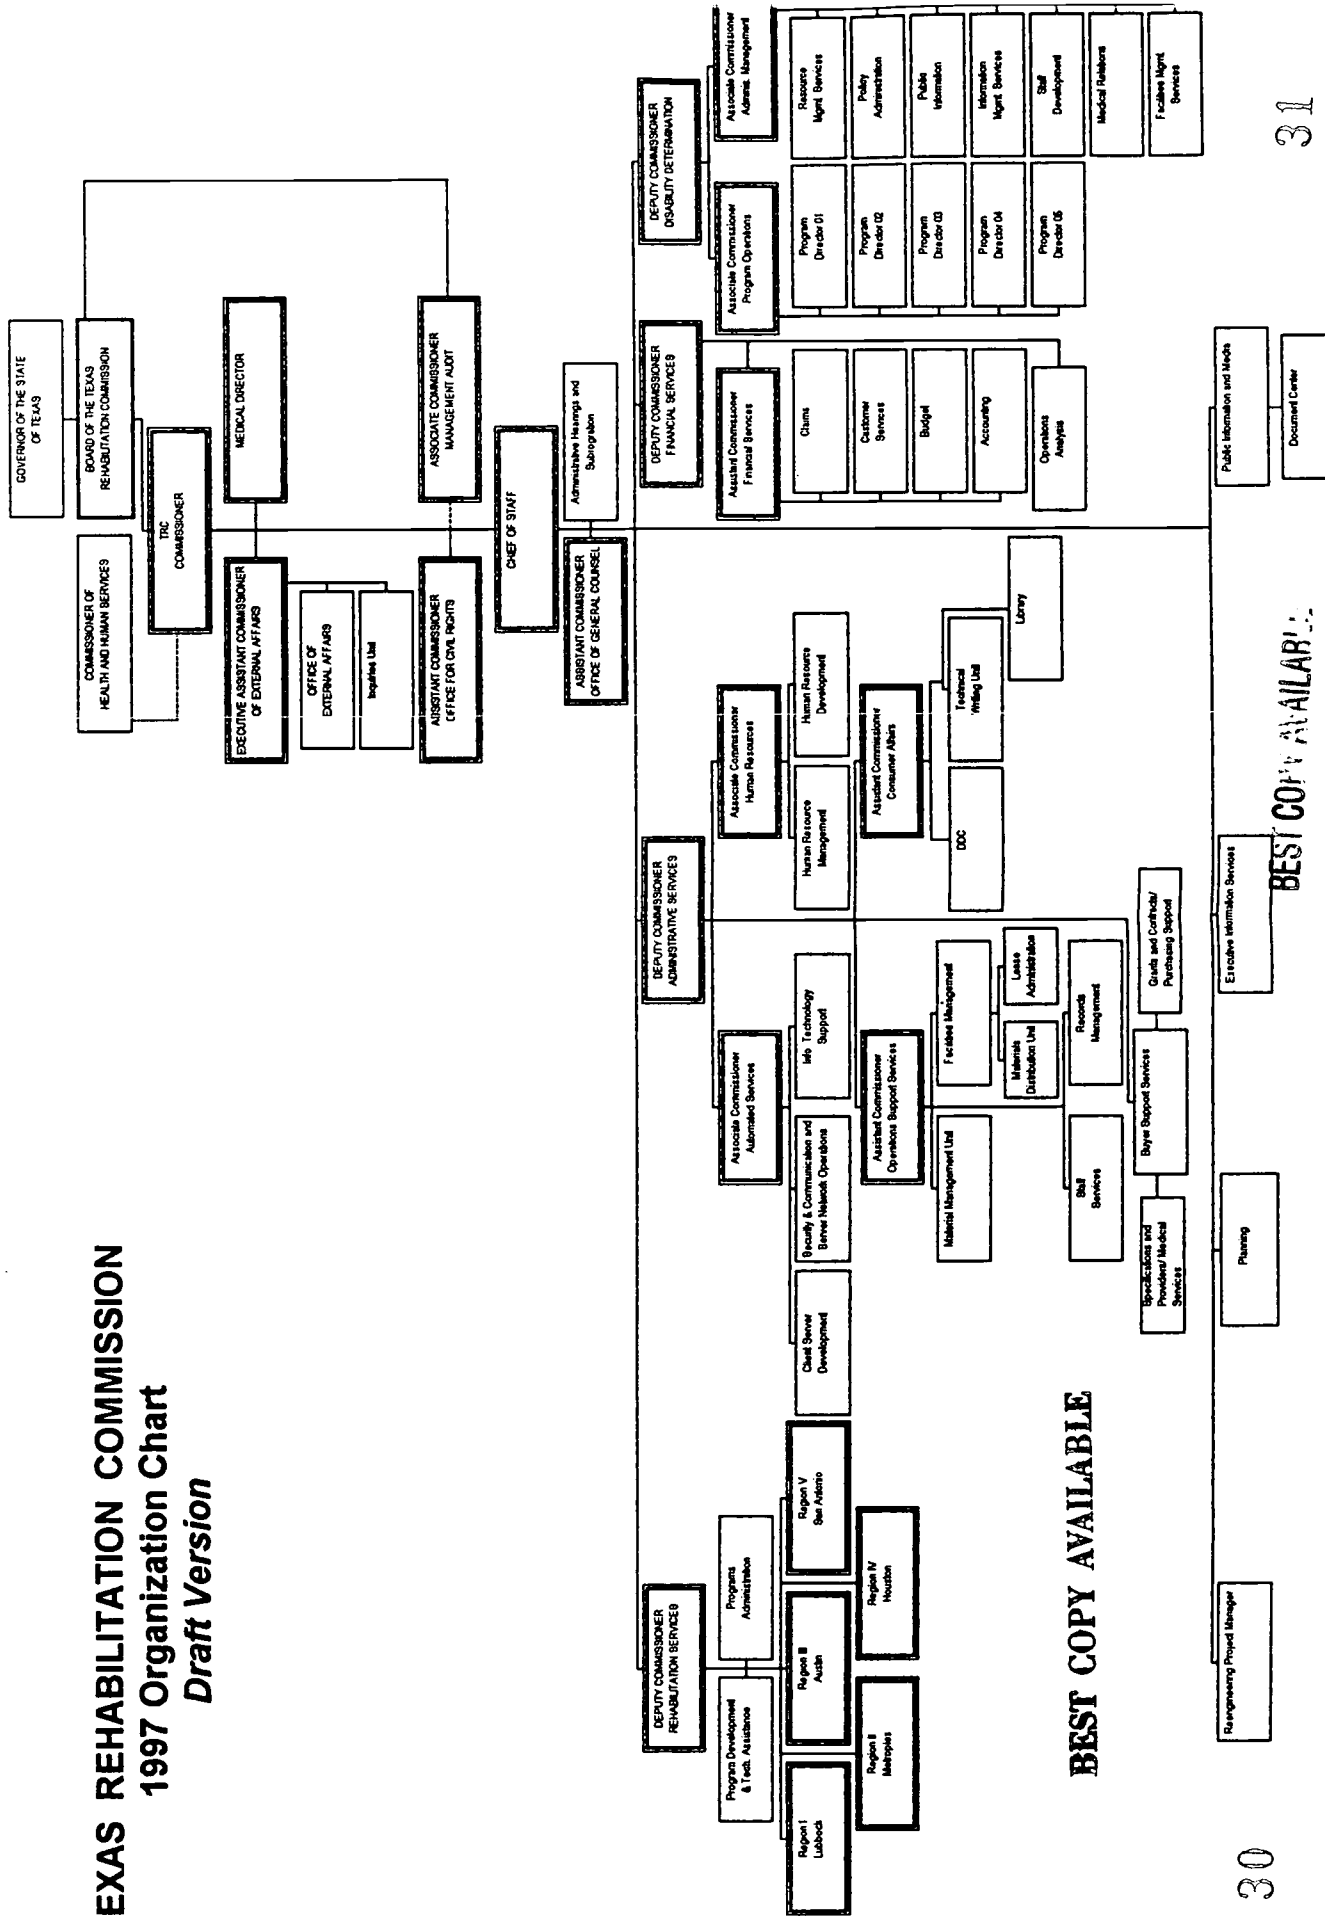 EXAS REHABILITATION COMMISSION
1997 Organization Chart
Draft Version
GOVERNOR OF THE STATE
OF TEXAS
COMMISSIONER OF
HEALTH AND HUMAN SERVICES
BOARD OF THE TEXAS
REHABILITATION COMMISSION
TRC
COMMISSIONER
EXECUTIVE ASSISTANT COMMISSIONER
OF EXTERNAL AFFAIRS
MEDICAL DIRECTOR
OFFICE OF
EXTERNAL AFFAIRS
Inquiries Unit
ASSISTANT COMMISSIONER
OFFICE FOR CIVIL RIGHTS
ASSOCIATE COMMISSIONER
MANAGEMENT AUDIT
CHIEF OF STAFF
ASSISTANT COMMISSIONER
OFFICE OF GENERAL COUNSEL
Administrative Hearings and
Subrogation
DEPUTY COMMISSIONER
REHABILITATION SERVICES
Program Development
& Tech. Assistance
Programs
Administration
Region I
Lubbock
Region III
Austin
Region V
San Antonio
Region II
Metroplex
Region IV
Houston
DEPUTY COMMISSIONER
ADMINISTRATIVE SERVICES
Associate Commissioner
Automated Services
Associate Commissioner
Human Resources
Client Server
Development
Security & Communication and
Server Network Operations
Info Technology
Support
Human Resource
Management
Human Resource
Development
Assistant Commissioner
Operations Support Services
Assistant Commissioner
Consumer Affairs
Material Management Unit
Facilities Management
Materials
Distribution Unit
Lease
Administration
DDC
Technical
Writing Unit
Library
Staff
Services
Records
Management
Specifications and
Providers/ Medical
Services
Buyer Support Services
Grants and Contracts/
Purchasing Support
DEPUTY COMMISSIONER
FINANCIAL SERVICES
Assistant Commissioner
Financial Services
Claims
Customer
Services
Budget
Accounting
Operations
Analysis
DEPUTY COMMISSIONER
DISABILITY DETERMINATION
Associate Commissioner
Program Operations
Associate Commissioner
Adminis. Management
Program
Director 01
Program
Director 02
Program
Director 03
Program
Director 04
Program
Director 05
Resource
Mgmt Services
Policy
Administration
Public
Information
Information
Mgmt Services
Staff
Development
Medical Relations
Facilities Mgmt
Services
Reengineering Project Manager
Planning
Executive Information Services
Public Information and Media
Document Center
BEST COPY AVAILABLE
BEST COPY AVAILABL
30
31